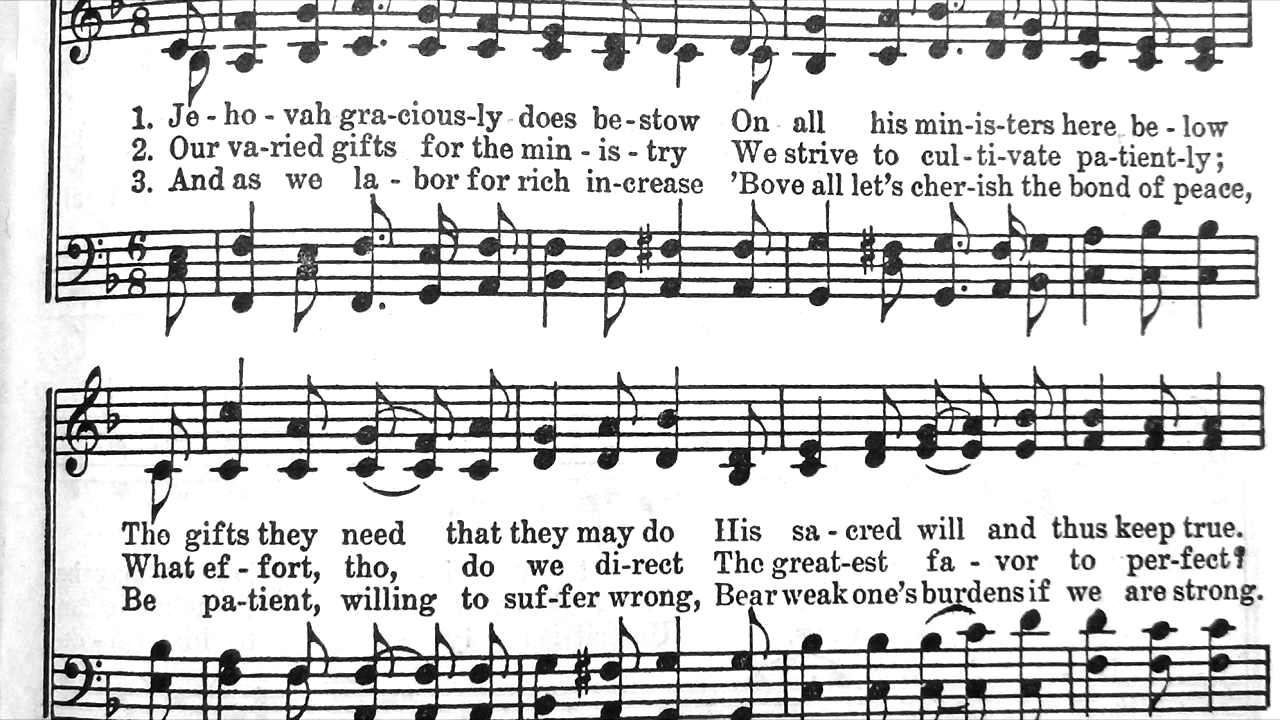 6
8
1. Je-ho-vah gra-cious-ly does be-stow On all his min-is-ters here be-low
2. Our va-ried gifts for the min-is-try We strive to cul-ti-vate pa-tient-ly;
3. And as we la-bor for rich in-crease 'Bove all let's cher-ish the bond of peace,
The gifts they need that they may do His sa-cred will and thus keep true.
What ef-fort, tho, do we di-rect The great-est fa-vor to per-fect?
Be pa-tient, willing to suf-fer wrong, Bear weak one's burdens if we are strong.